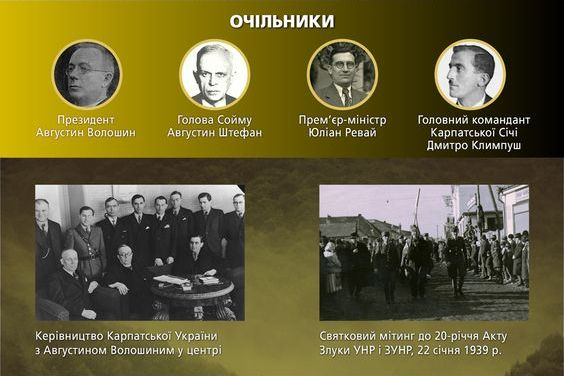 ОЧІЛЬНИКИ
Президент
Августин Волошин
Голова Сойму
Августин Штефан
Прем’єр-міністр
Юліан Ревай
Головний командант
Карпатської Січі
Дмитро Климпуш
Керівництво Карпатської України
з Августином Волошиним у центрі
Святковий мітинг до 20-річчя Акту
Злуки УНР і ЗУНР, 22 січня 1939 р.